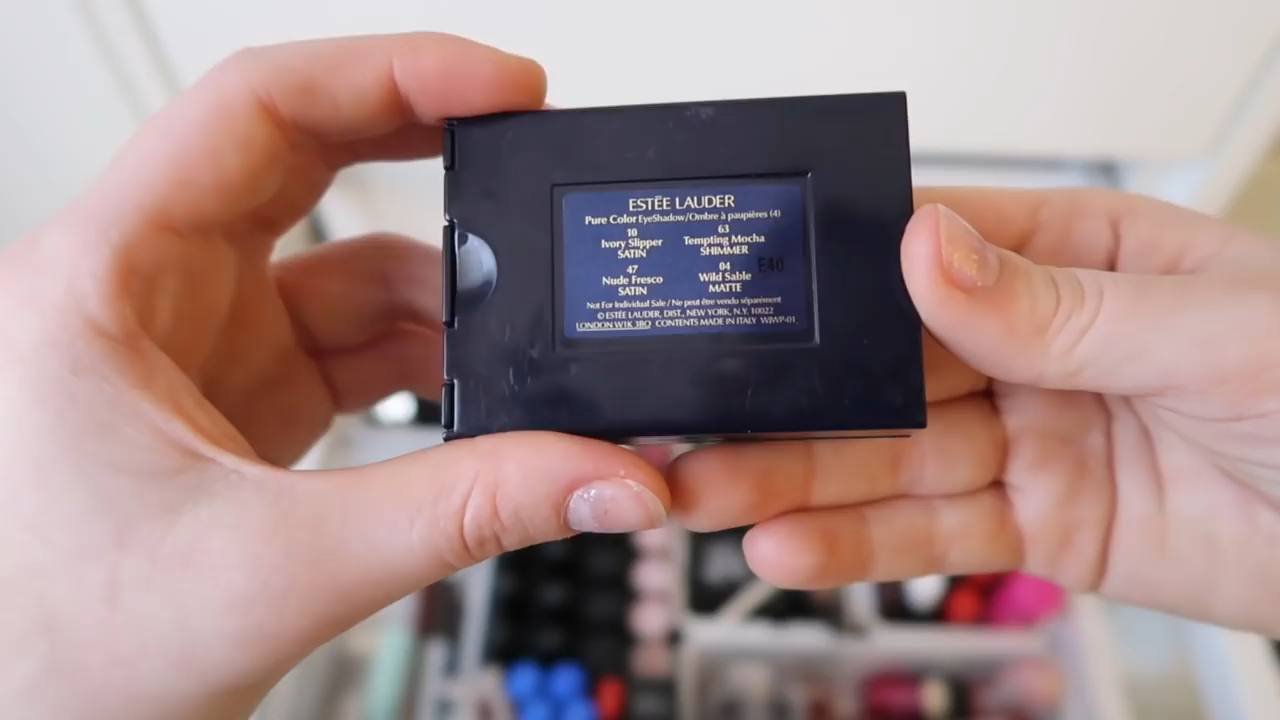 ESTĒE LAUDER
Pure Color EyeShadow/Ombre à paupières (4)
10 63
Ivory Slipper Tempting Mocha
SATIN SHIMMER
47 04
Nude Fresco Wild Sable
SATIN MATTE
E40
Not For Individual Sale / Ne peut être vendu séparément
© ESTÉE LAUDER, DIST., NEW YORK, N.Y. 10022
LONDON W1K 3BQ CONTENTS MADE IN ITALY WJWP-01